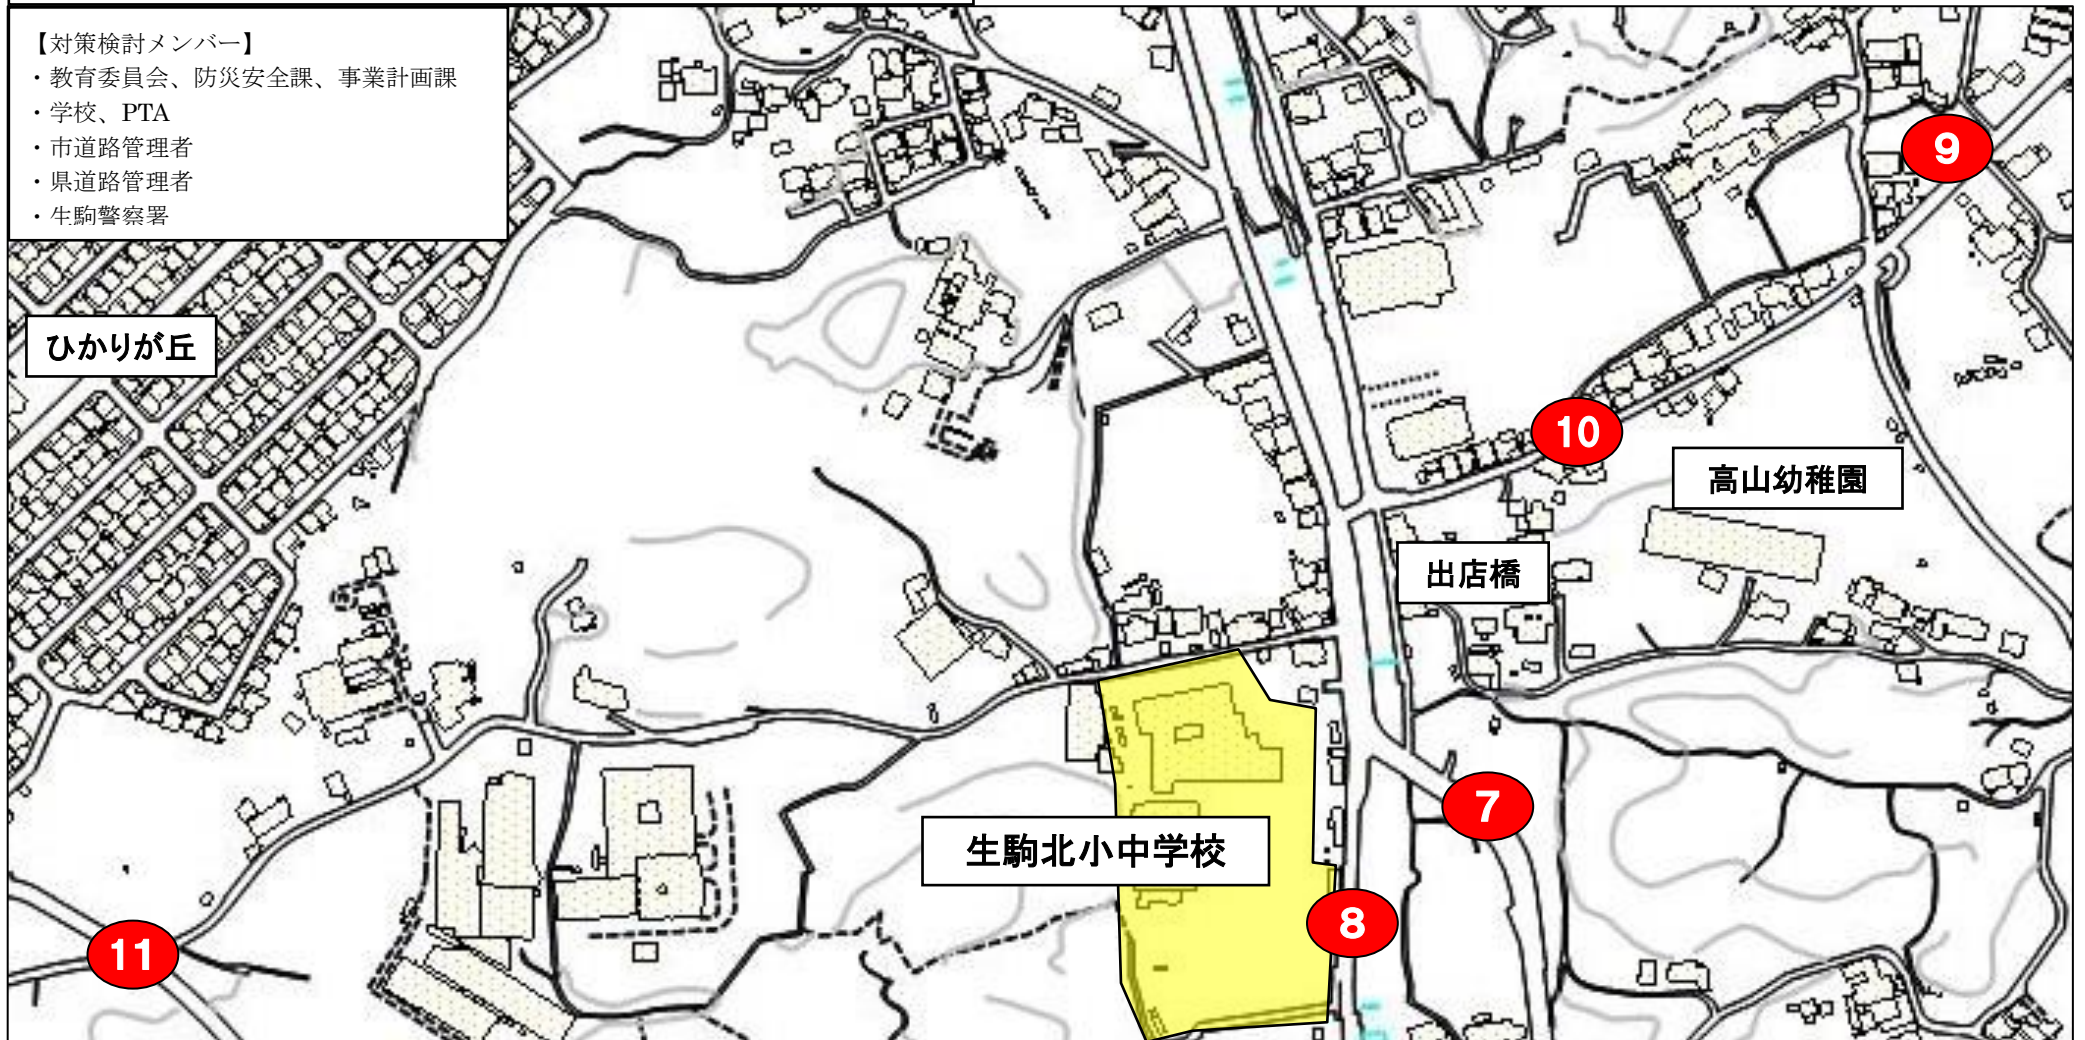 【対策検討メンバー】
・教育委員会、防災安全課、事業計画課
・学校、PTA
・市道路管理者
・県道路管理者
・生駒警察署
9
ひかりが丘
10
高山幼稚園
出店橋
7
生駒北小中学校
8
11